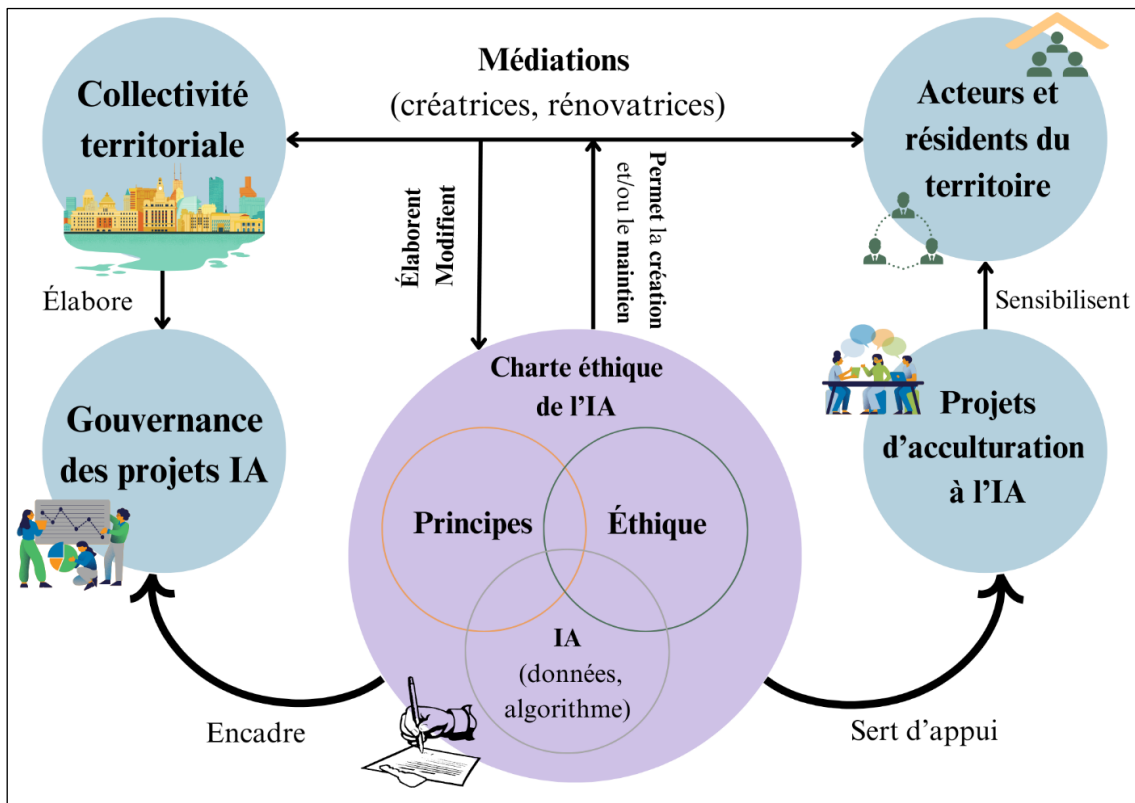 Collectivité
territoriale
Médiations
(créatrices, rénovatrices)
Acteurs et
résidents du
territoire
Élaborent
Modifient
Permet la création
et/ou le maintien
Élabore
Sensibilisent
Gouvernance
des projets IA
Charte éthique
de l'IA
Principes
Éthique
IA
(données,
algorithme)
Projets
d'acculturation
à l'IA
Encadre
Sert d'appui